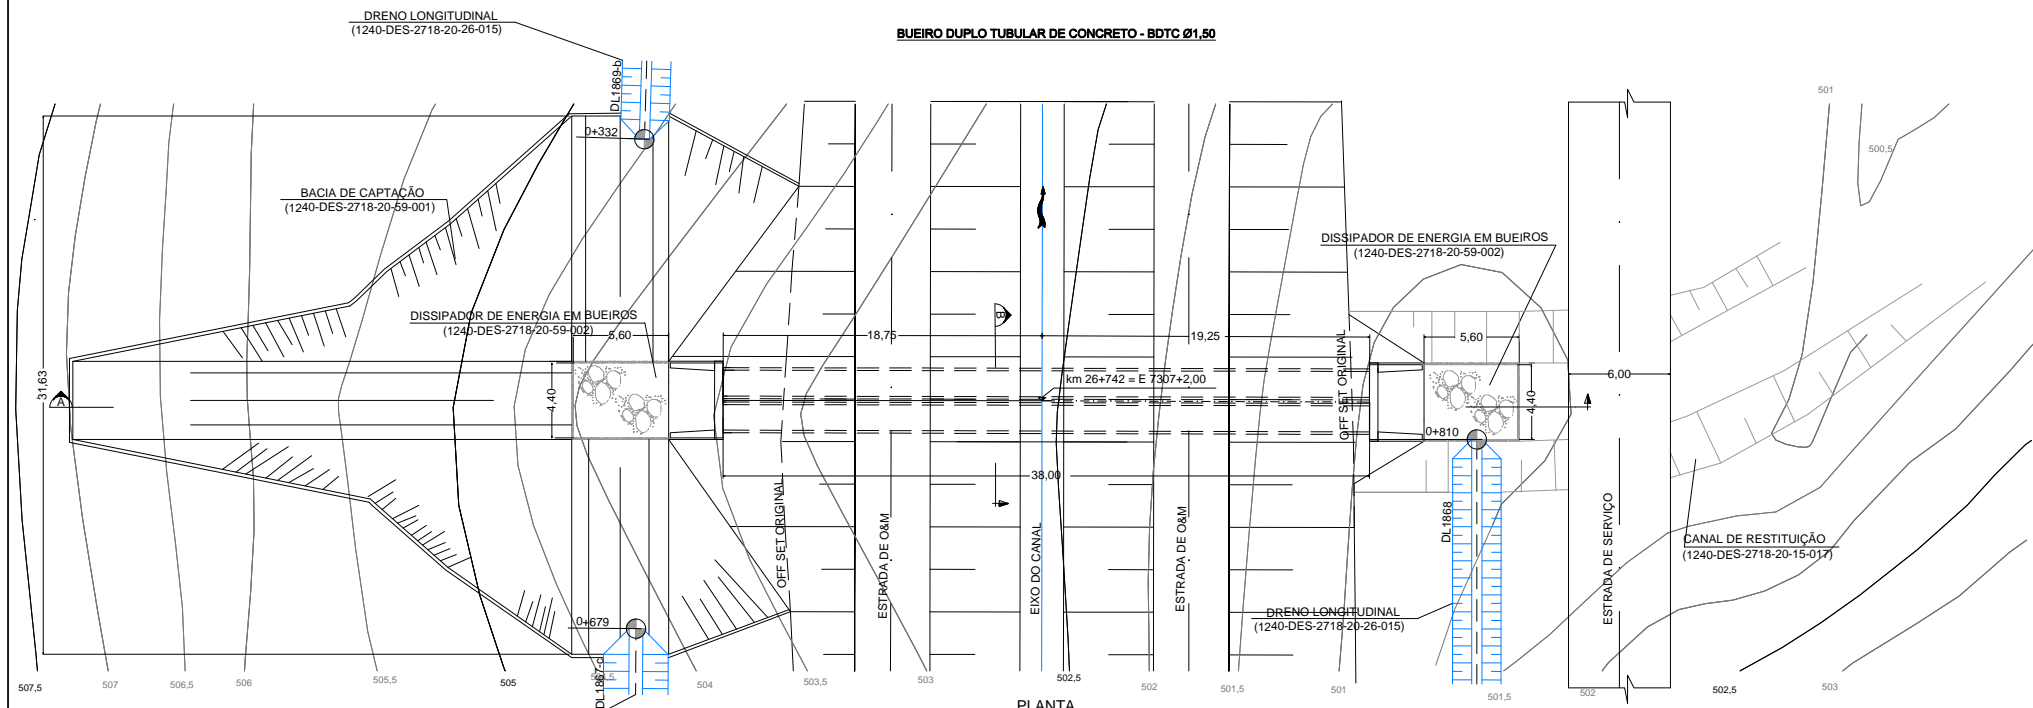 DRENO LONGITUDINAL
(1240-DES-2718-20-26-015)
BUEIRO DUPLO TUBULAR DE CONCRETO - BDTC Ø1,50
DL1869-b
501
0+332
500,5
BACIA DE CAPTAÇÃO
(1240-DES-2718-20-59-001)
DISSIPADOR DE ENERGIA EM BUEIROS
(1240-DES-2718-20-59-002)
DISSIPADOR DE ENERGIA EM BUEIROS
(1240-DES-2718-20-59-002)
B
5,60
18,75
19,25
5,60
31,63
6,00
km 26+742 = E 7307+2,00
A
4,40
4,40
OFF SET ORIGINAL
0+810
38,00
OFF SET ORIGINAL
ESTRADA DE O&M
EIXO DO CANAL
ESTRADA DE O&M
DL1868
ESTRADA DE SERVIÇO
CANAL DE RESTITUIÇÃO
(1240-DES-2718-20-15-017)
DRENO LONGITUDINAL
(1240-DES-2718-20-26-015)
0+679
DL1867-c
507,5
507
506,5
506
505,5
505
504
503,5
503
502,5
502
501,5
501
501,5
502
502,5
503
PLANTA